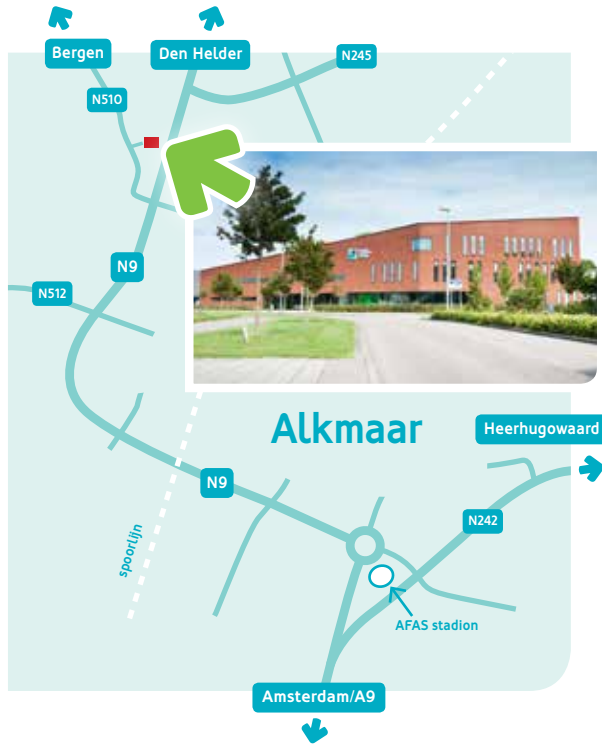 Bergen
Den Helder
N245
N510
N9
N512
Alkmaar
Heerhugowaard
N9
N242
spoorlijn
AFAS stadion
Amsterdam/A9